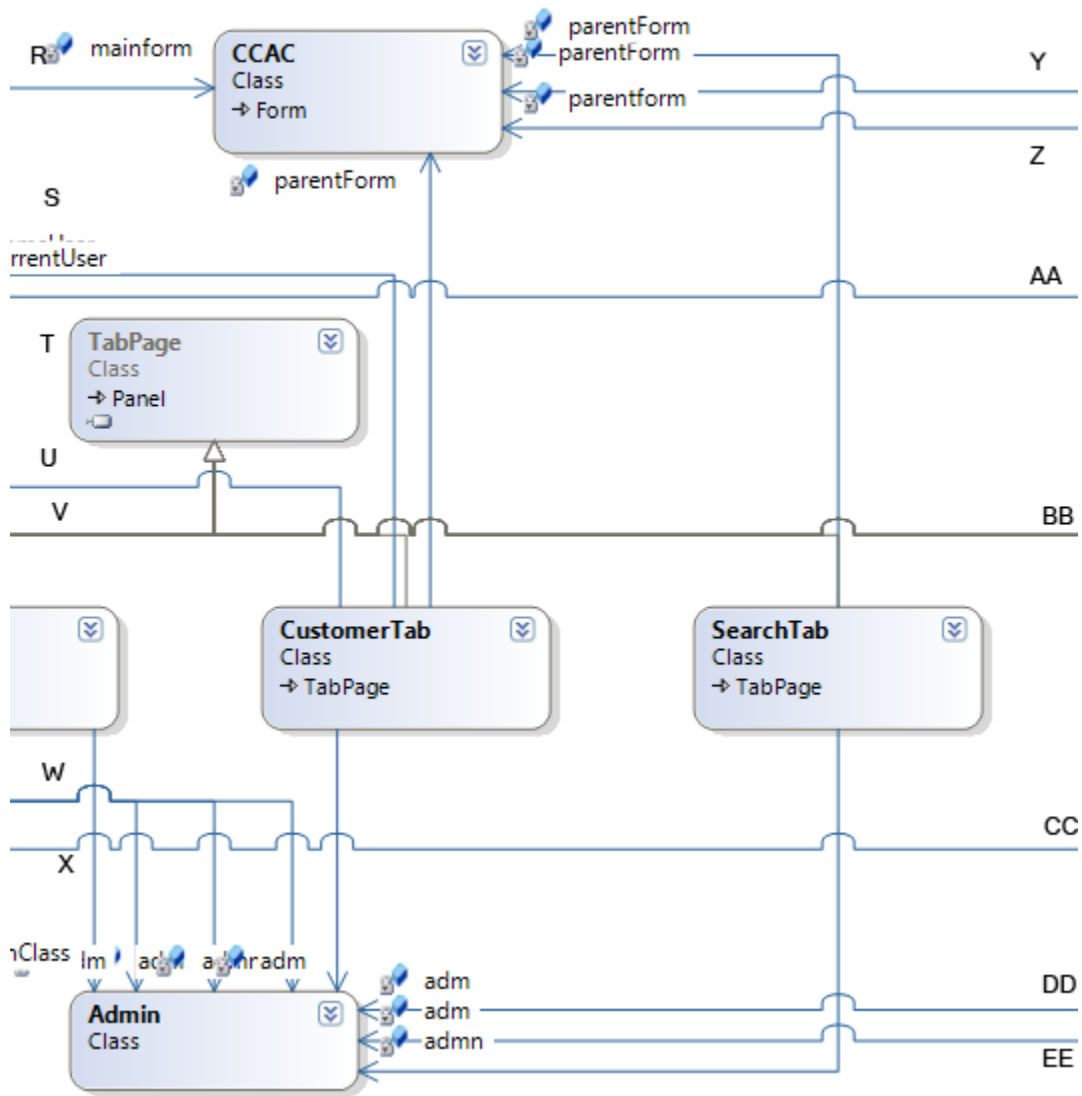 parentForm
R
mainform
CCAC
Class
Form
parentForm
Y
parentform
Z
parentForm
S
rrentUser
AA
T
TabPage
Class
Panel
U
V
BB
CustomerTab
Class
TabPage
SearchTab
Class
TabPage
W
CC
X
nClass
adm
adm
DD
adm
admn
EE
Admin
Class